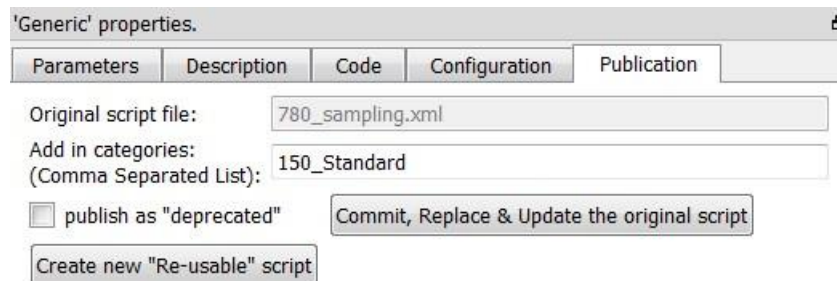 'Generic' properties.
Parameters Description Code Configuration Publication
Original script file: 780_sampling.xml
Add in categories:
(Comma Separated List): 150_Standard
publish as "deprecated" Commit, Replace & Update the original script
Create new "Re-usable" script